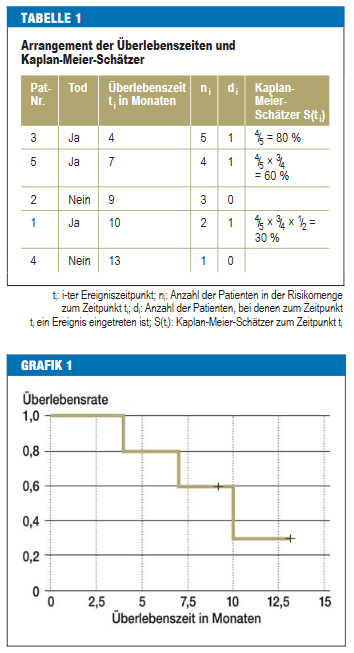 TABELLE 1
Arrangement der Überlebenszeiten und
Kaplan-Meier-Schätzer
Pat-Nr. Tod Überlebenszeit t i in Monaten n i d i Kaplan-Meier-Schätzer S(t i)
3 Ja 4 5 1 4/5 = 80 %
5 Ja 7 4 1 4/5 x 3/4
= 60 %
2 Nein 9 3 0
1 Ja 10 2 1 4/5 x 3/4 x 1/2 =
30 %
4 Nein 13 1 0
ti: i-ter Ereigniszeitpunkt; ni: Anzahl der Patienten in der Risikomenge
zum Zeitpunkt ti; di: Anzahl der Patienten, bei denen zum Zeitpunkt
ti ein Ereignis eingetreten ist; S(ti): Kaplan-Meier-Schätzer zum Zeitpunkt ti
GRAFIK 1
Überlebensrate
1,0
0,8
0,6
0,4
0,2
0
0 2,5 5 7,5 10 12,5 15
Überlebenszeit in Monaten